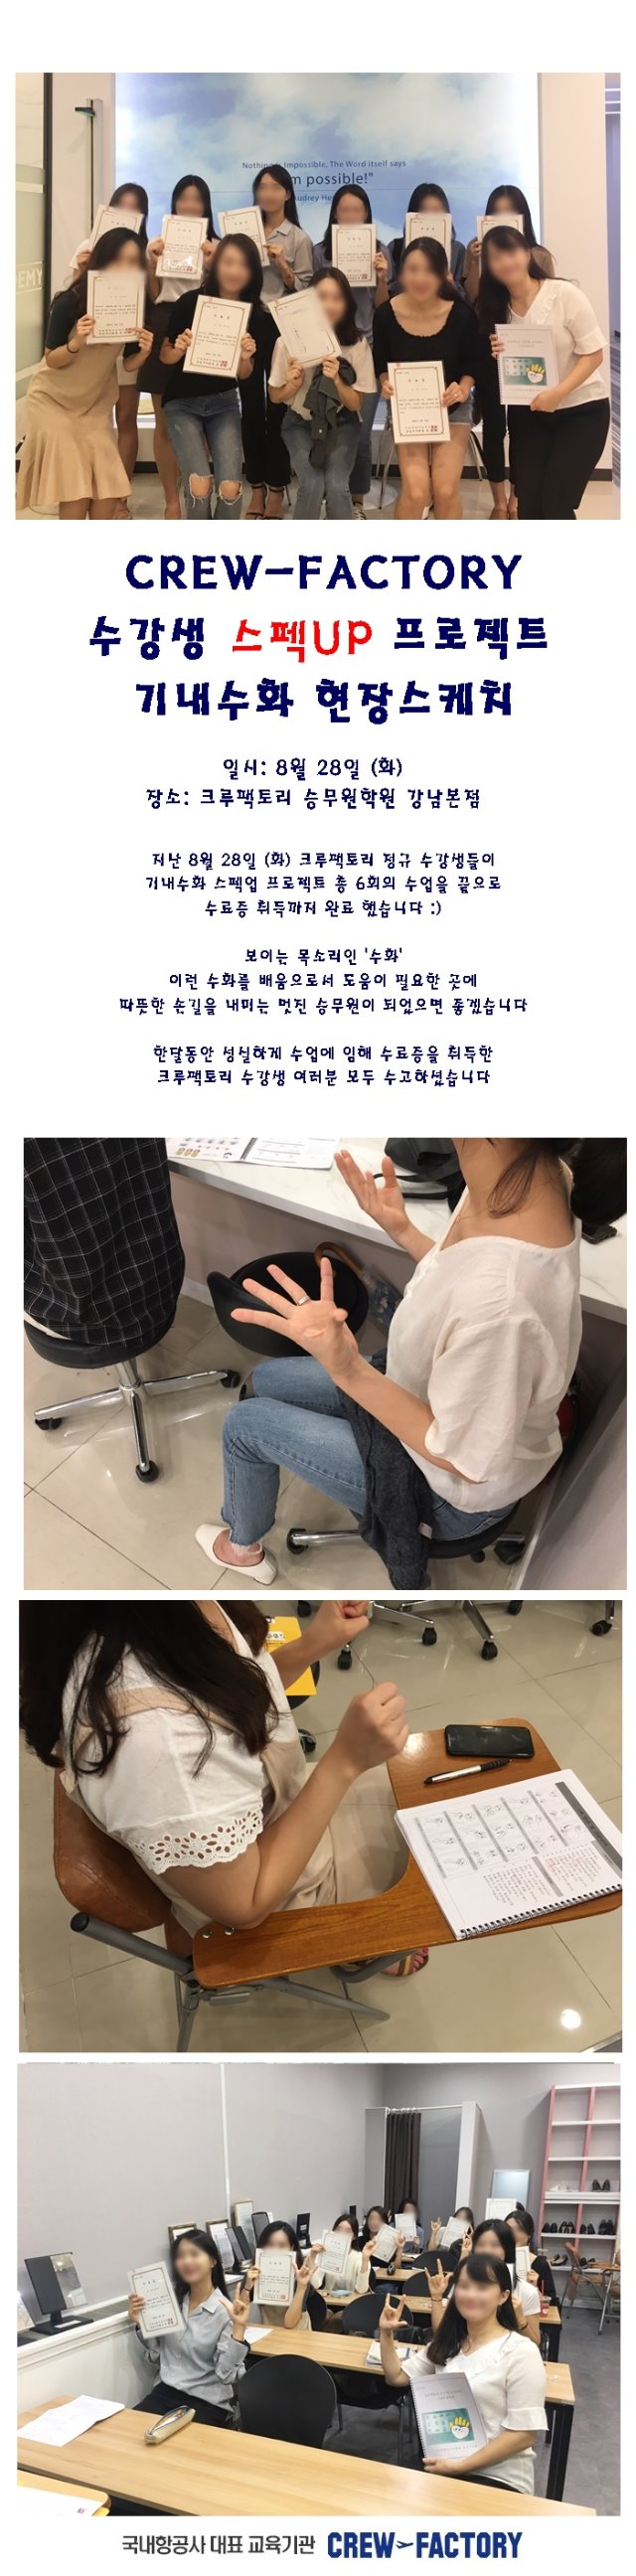 Nothing Impossible, The Word itself says
m possible!"
Audrey He
EMY
CREW-FACTORY
수강생 스펙UP 프로젝트
기내수화 현장스케치
일시: 8월 28일 (화)
장소: 크루팩토리 승무원학원 강남본점
지난 8월 28일 (화) 크루팩토리 정규 수강생들이
기내수화 스펙업 프로젝트 총 6회의 수업을 끝으로
수료증 취득까지 완료 했습니다 :)
보이는 목소리인 '수화'
이런 수화를 배움으로서 도움이 필요한 곳에
따뜻한 손길을 내미는 멋진 승무원이 되었으면 좋겠습니다
한달동안 성실하게 수업에 임해 수료증을 취득한
크루팩토리 수강생 여러분 모두 수고하셨습니다
국내항공사 대표 교육기관 CREW-FACTORY